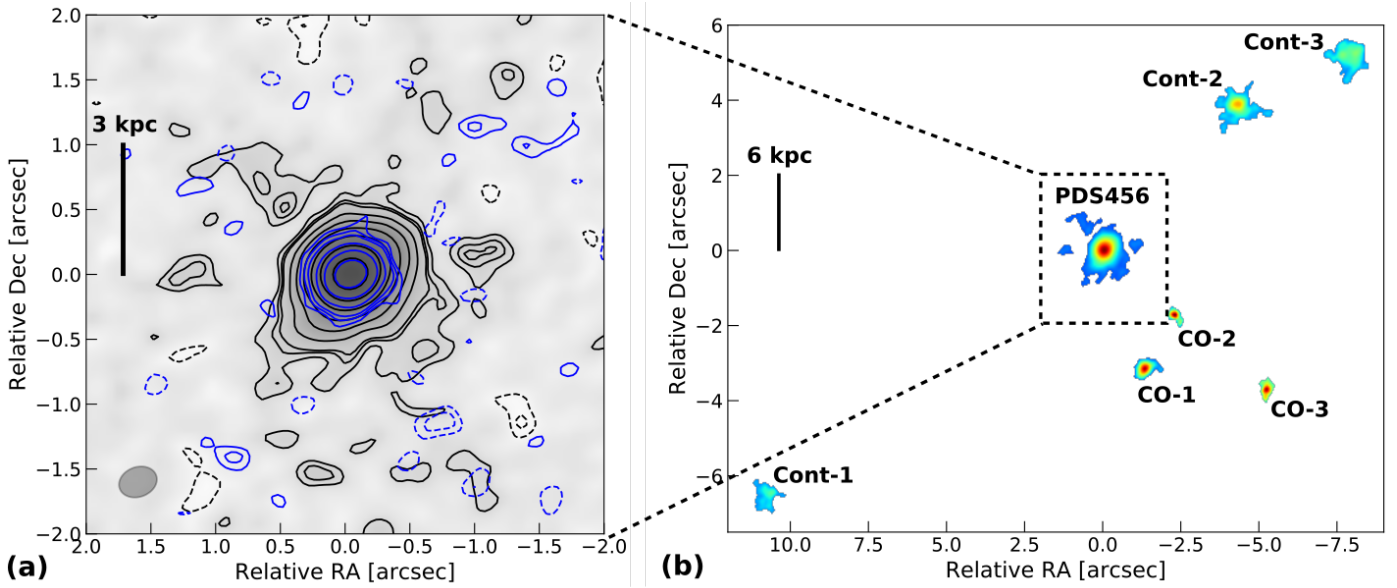 2.0
1.5
1.0
0.5
0.0
−0.5
−1.0
−1.5
−2.0
Relative Dec [arcsec]
3 kpc
2.0 1.5 1.0 0.5 0.0 −0.5 −1.0 −1.5 −2.0
Relative RA [arcsec]
(a)
6
4
2
0
−2
−4
−6
Relative Dec [arcsec]
Cont-3
Cont-2
6 kpc
PDS456
CO-2
CO-1
CO-3
Cont-1
10.0 7.5 5.0 2.5 0.0 −2.5 −5.0 −7.5
Relative RA [arcsec]
(b)